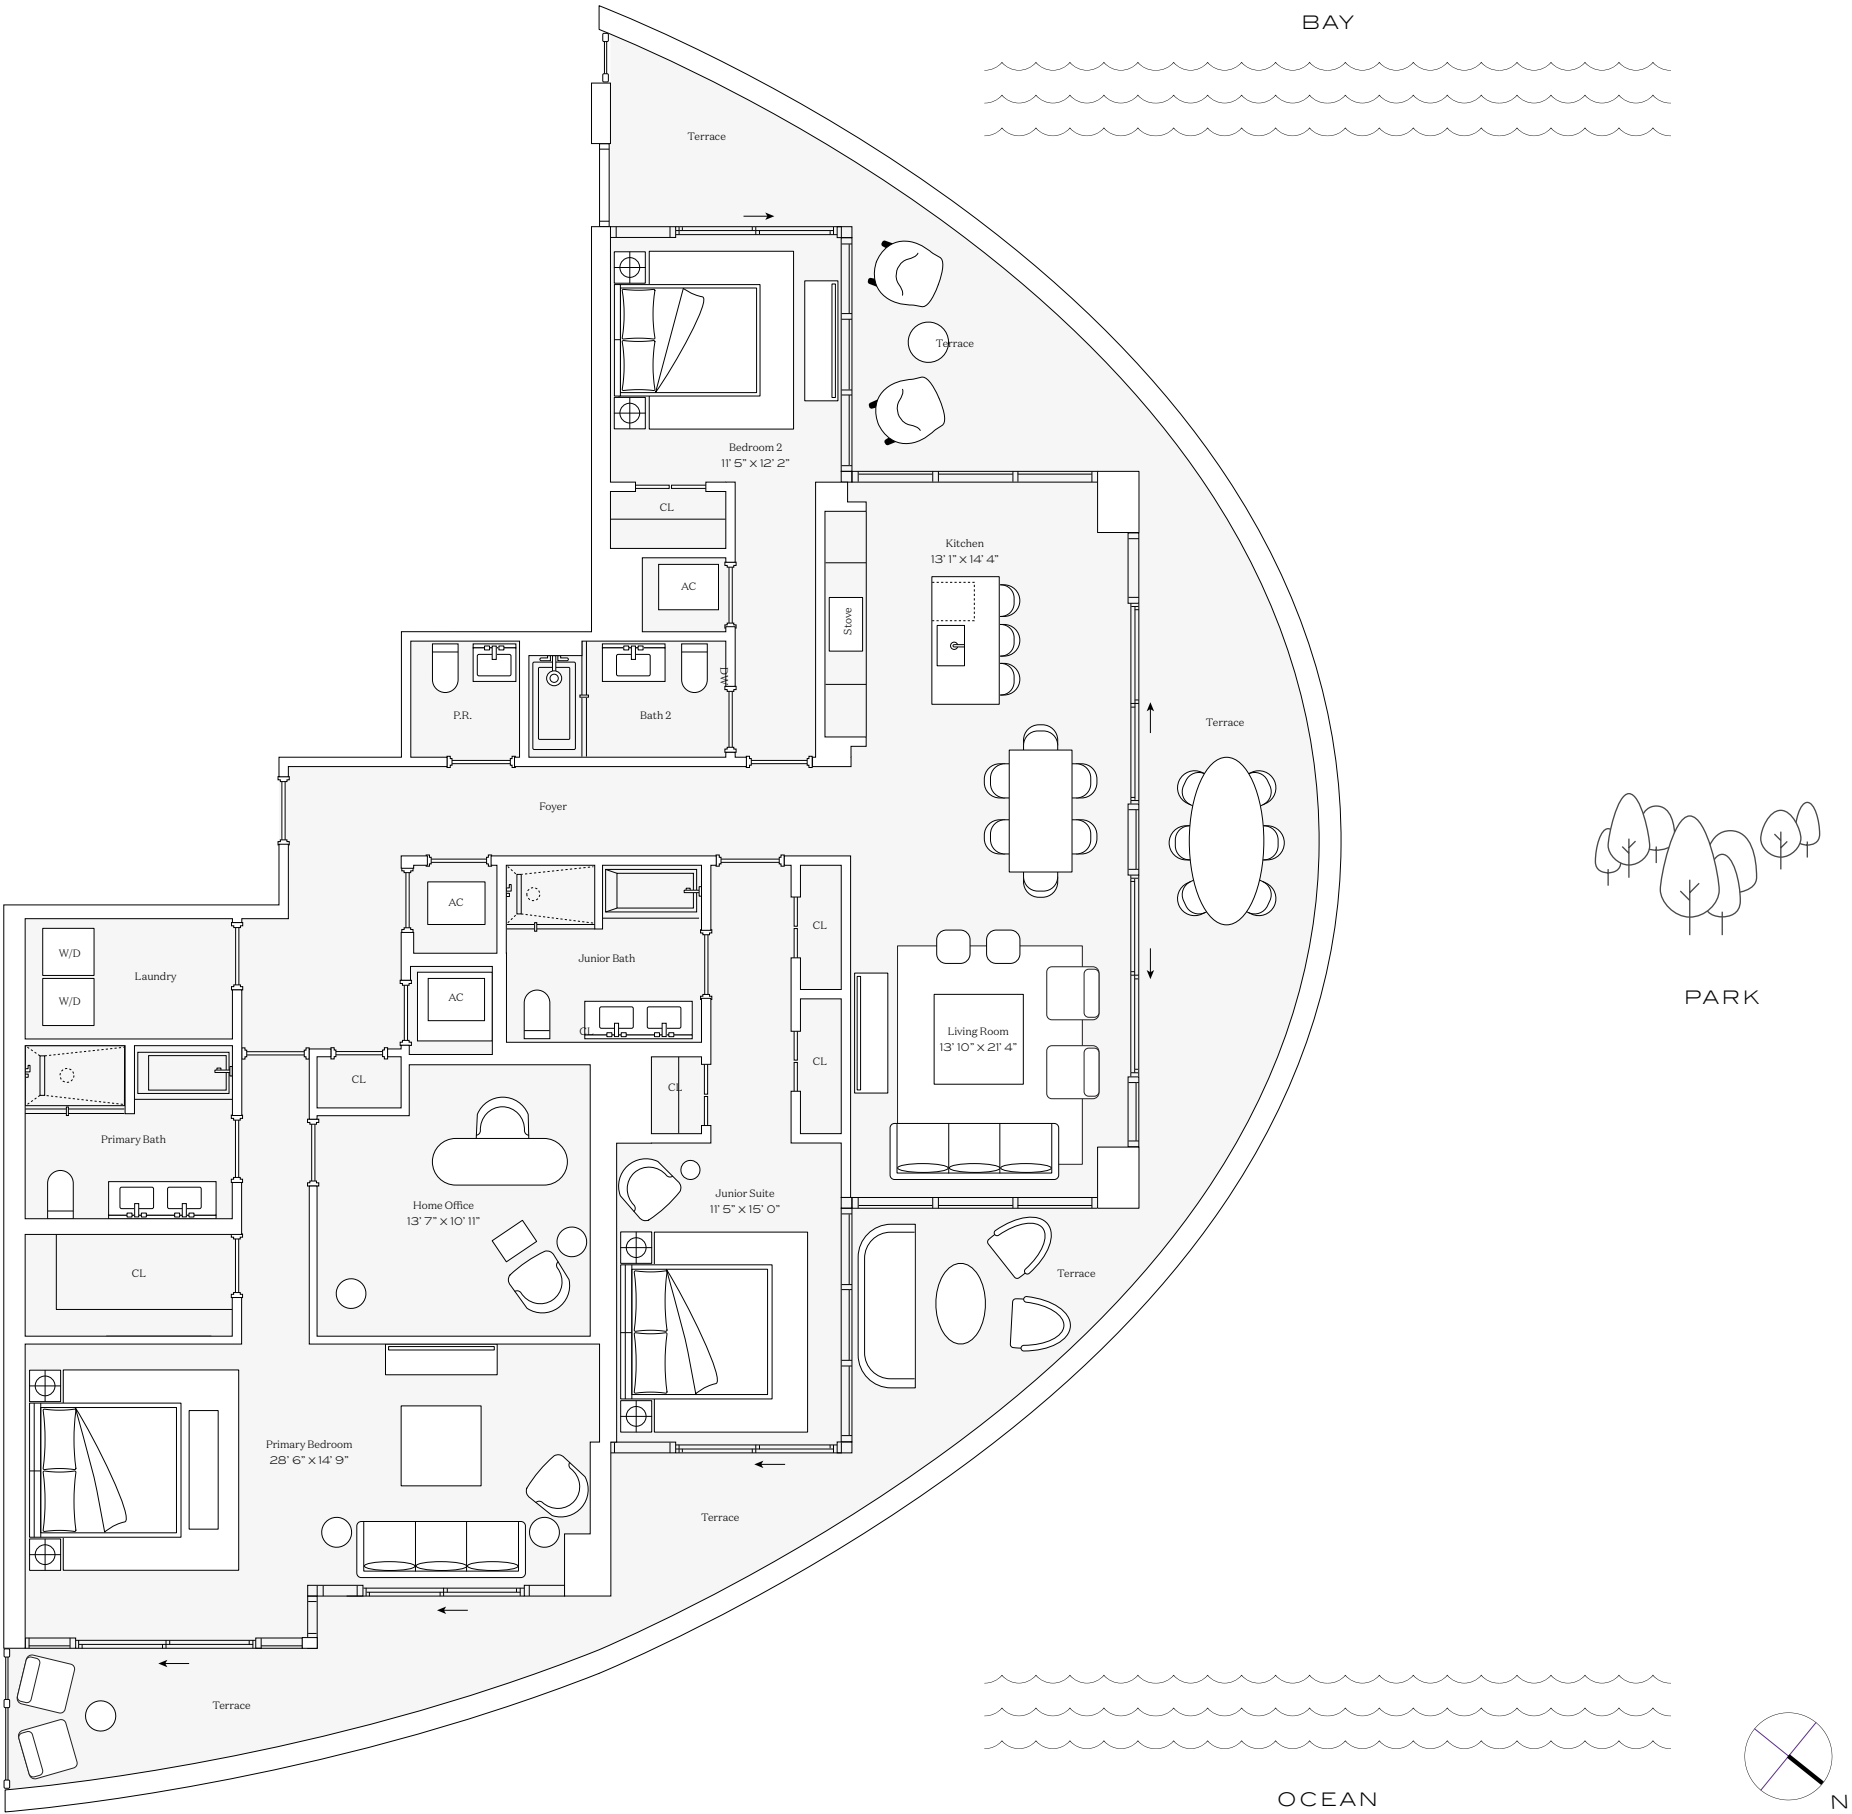 BAY
Terrace
Terrace
Bedroom 2
11' 5" X 12' 2"
CL
Kitchen
13' 1" X 14' 4"
AC
Stove
DW
P.R.
Bath 2
Terrace
Foyer
AC
CL
Junior Bath
W/D
Laundry
W/D
AC
PARK
CL
Living Room
13' 10" X 21' 4"
CL
CL
CL
Primary Bath
Junior Suite
11' 5" X 15' 0"
Home Office
13' 7" X 10' 11"
CL
Terrace
Primary Bedroom
28' 6" X 14' 9"
Terrace
Terrace
OCEAN
N